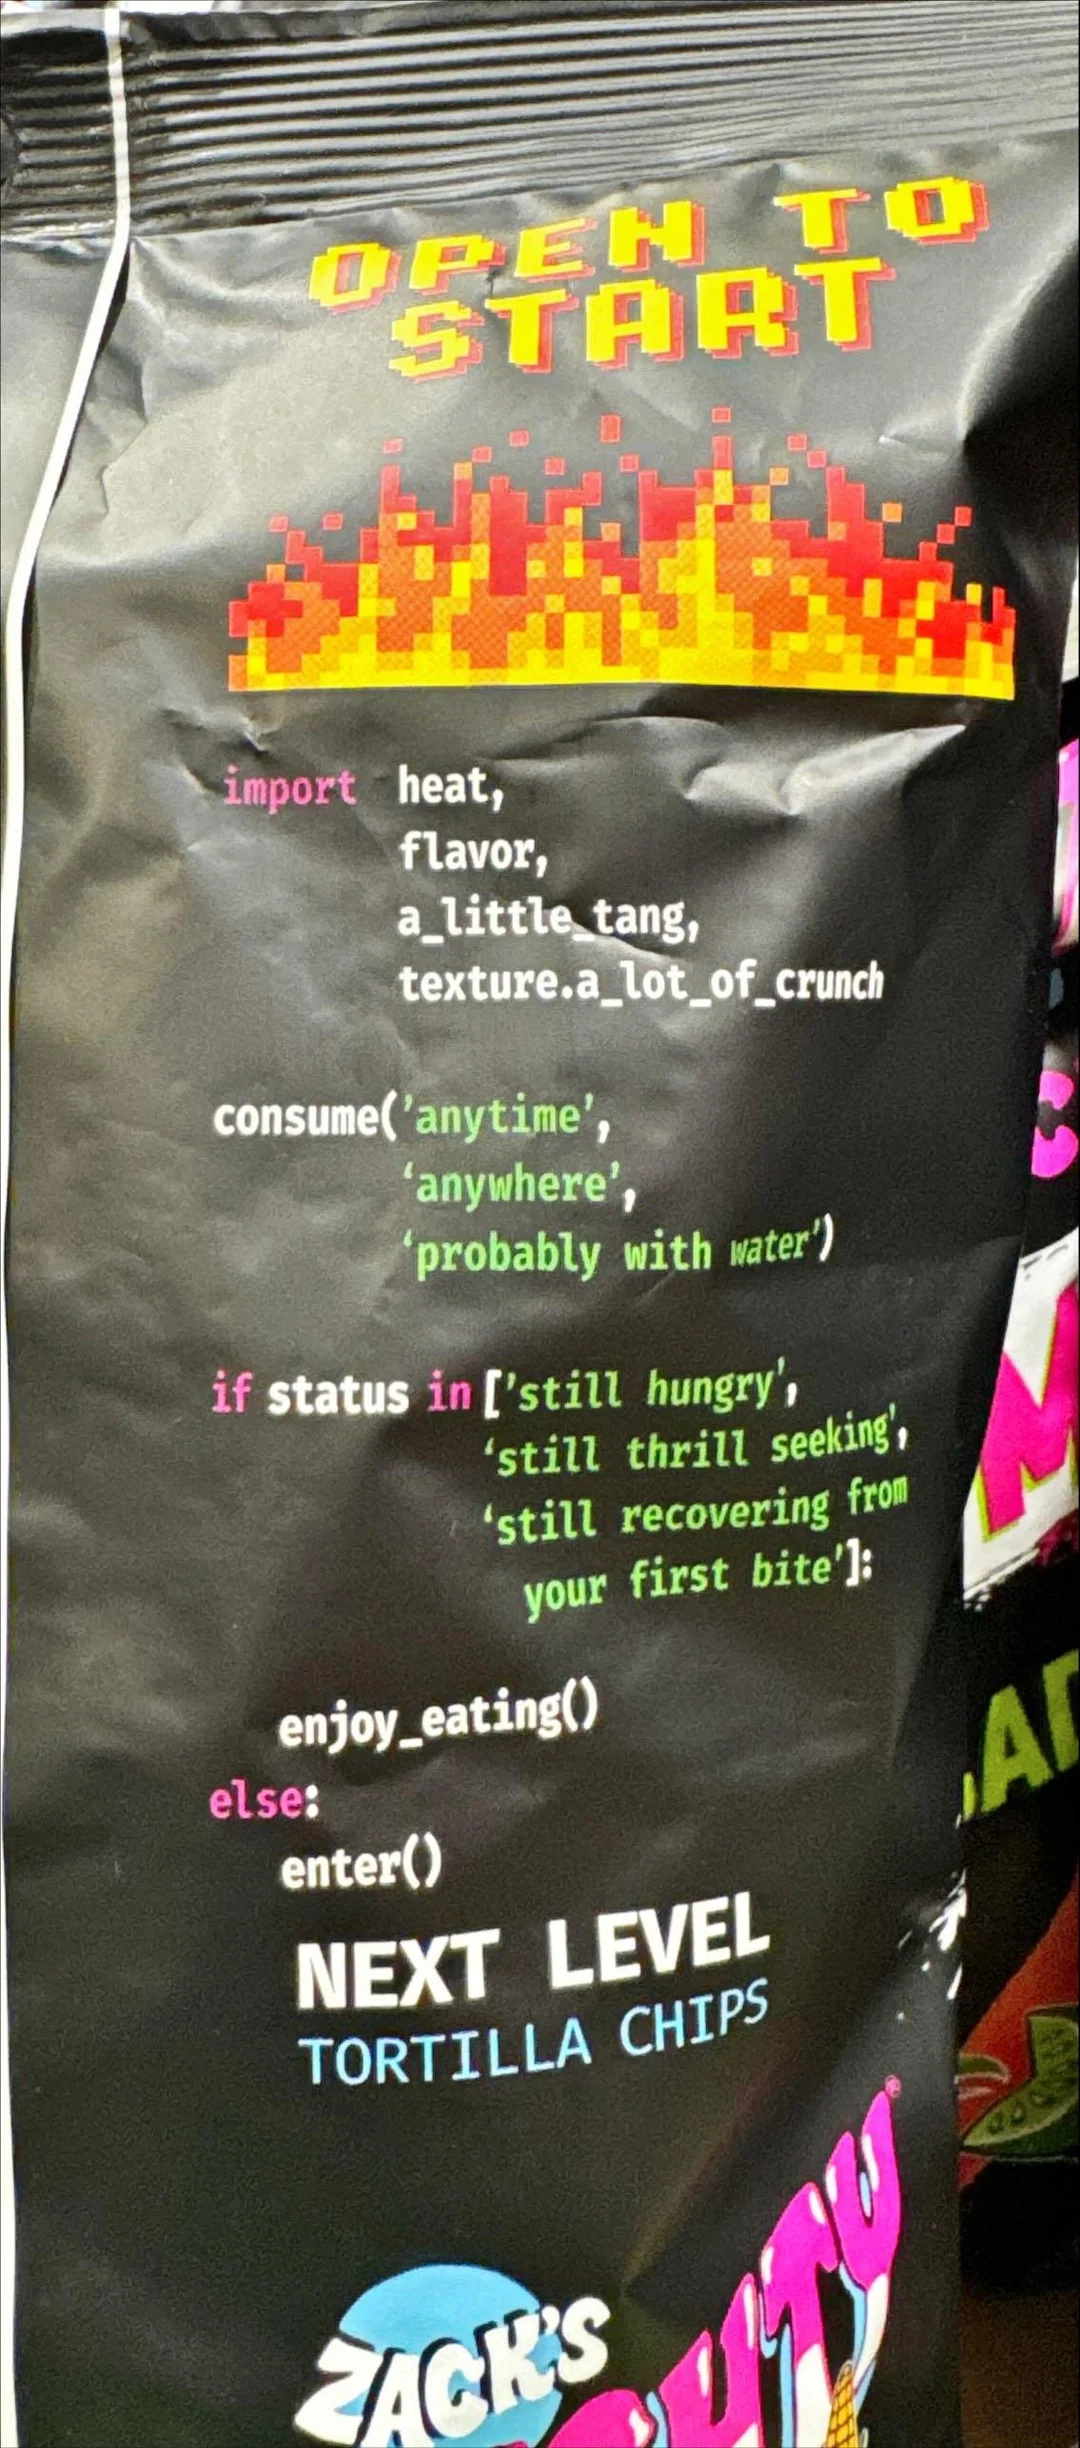 OPEN TO
START
import heat,
flavor,
a_little_tang,
texture.a_lot_of_crunch
consume(’anytime’,
‘anywhere’,
‘probably with water’)
if status in [’still hungry’,
‘still thrill seeking’,
‘still recovering from
your first bite’]:
enjoy_eating()
else:
enter()
NEXT LEVEL
TORTILLA CHIPS
ZACK'S